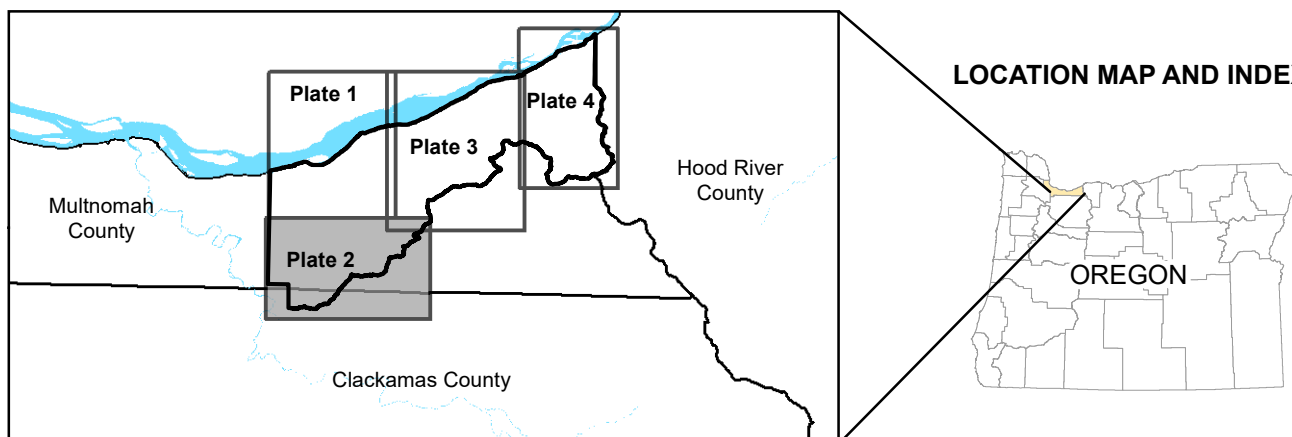 Plate 1
Plate 4
LOCATION MAP AND INDE
Plate 3
Hood River
County
Multnomah
County
Plate 2
OREGON
Clackamas County